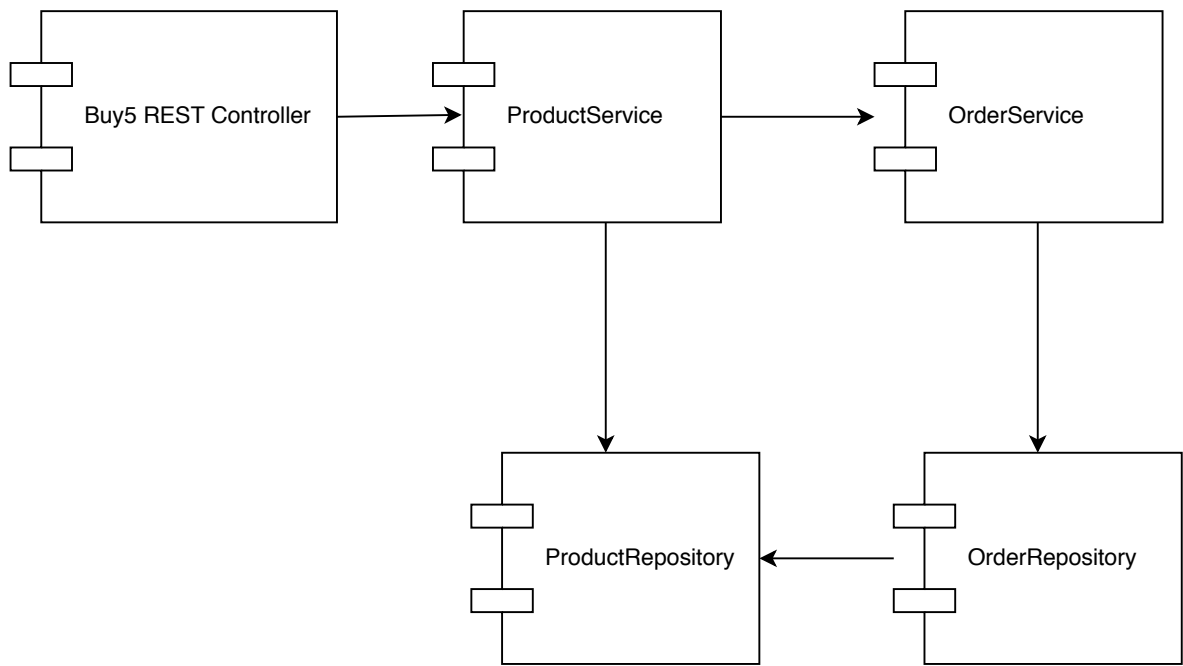 Buy5 REST Controller
ProductService
OrderService
ProductRepository
OrderRepository